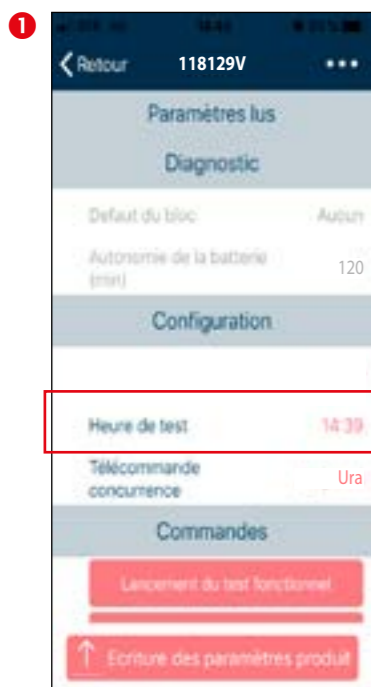 1
Retour 118129V •••
Paramètres lus
Diagnostic
Defaut du bloc Aucun
Autonomie de la batterie 120
(min)
Configuration
Heure de test 14:39
Télécommande Ura
concurrence
Commandes
Lancement du test fonctionnel
Ecriture des paramètres produit